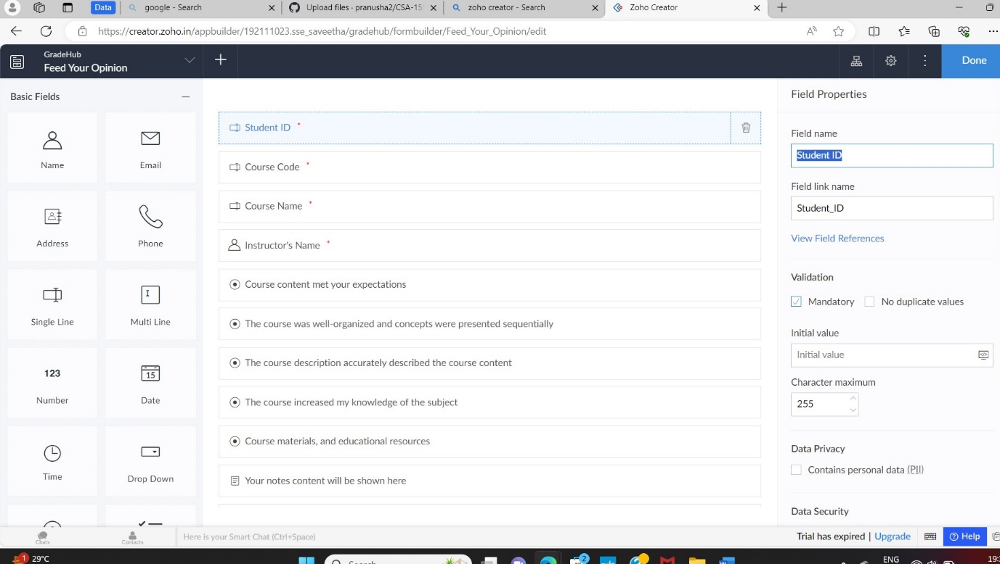 Data
google - Search
Upload files · pranusha2/CSA-15
zoho creator - Search
Zoho Creator
https://creator.zoho.in/appbuilder/192111023.sse_saveetha/gradehub/formbuilder/Feed_Your_Opinion/edit
GradeHub
Feed Your Opinion
Done
Basic Fields
Name
Email
Address
Phone
Single Line
Multi Line
123
Number
15
Date
Time
Drop Down
Student ID *
Course Code *
Course Name *
Instructor's Name *
Course content met your expectations
The course was well-organized and concepts were presented sequentially
The course description accurately described the course content
The course increased my knowledge of the subject
Course materials, and educational resources
Your notes content will be shown here
Field Properties
Field name
Student ID
Field link name
Student_ID
View Field References
Validation
Mandatory
No duplicate values
Initial value
Initial value
Character maximum
255
Data Privacy
Contains personal data (PII)
Data Security
Chats
Contacts
Here is your Smart Chat (Ctrl+Space)
Trial has expired | Upgrade
Help
1
29°C
Search
2
ENG